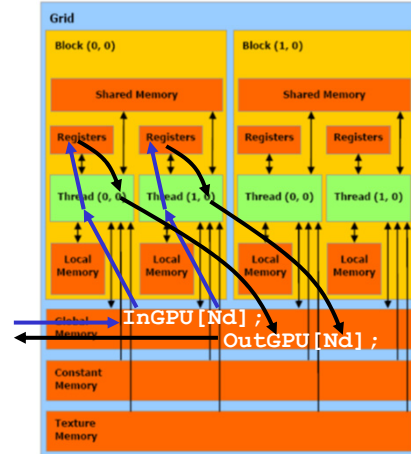 Grid
Block (0, 0)
Block (1, 0)
Shared Memory
Shared Memory
Registers
Registers
Registers
Registers
Thread (0, 0)
Thread (1, 0)
Thread (0, 0)
Thread (1, 0)
Local
Memory
Local
Memory
Local
Memory
Local
Memory
Global
Memory
InGPU[Nd];
OutGPU[Nd];
Constant
Memory
Texture
Memory